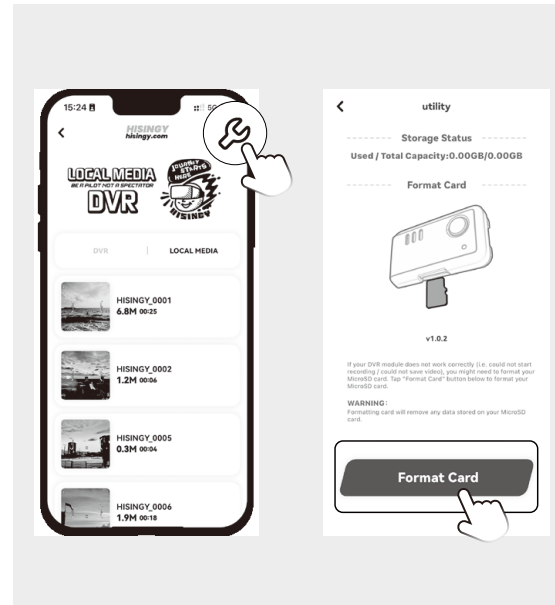 15:24
5G
HISINGY
hisingy.com
LOCAL MEDIA
BE A PILOT NOT A SPECTATOR
DVR
JOURNEY
STARTS
HERE
HISINGY
DVR
LOCAL MEDIA
HISINGY_0001
6.8M 00:25
HISINGY_0002
1.2M 00:06
HISINGY_0005
0.3M 00:04
HISINGY_0006
1.9M 00:18
utility
Storage Status
Used / Total Capacity:0.00GB/0.00GB
Format Card
v1.0.2
If your DVR module does not work correctly (i.e. could not start
recording / could not save video), you might need to format your
MicroSD card. Tap "Format Card" button below to format your
MicroSD card.
WARNING:
Formatting card will remove any data stored on your MicroSD
card.
Format Card